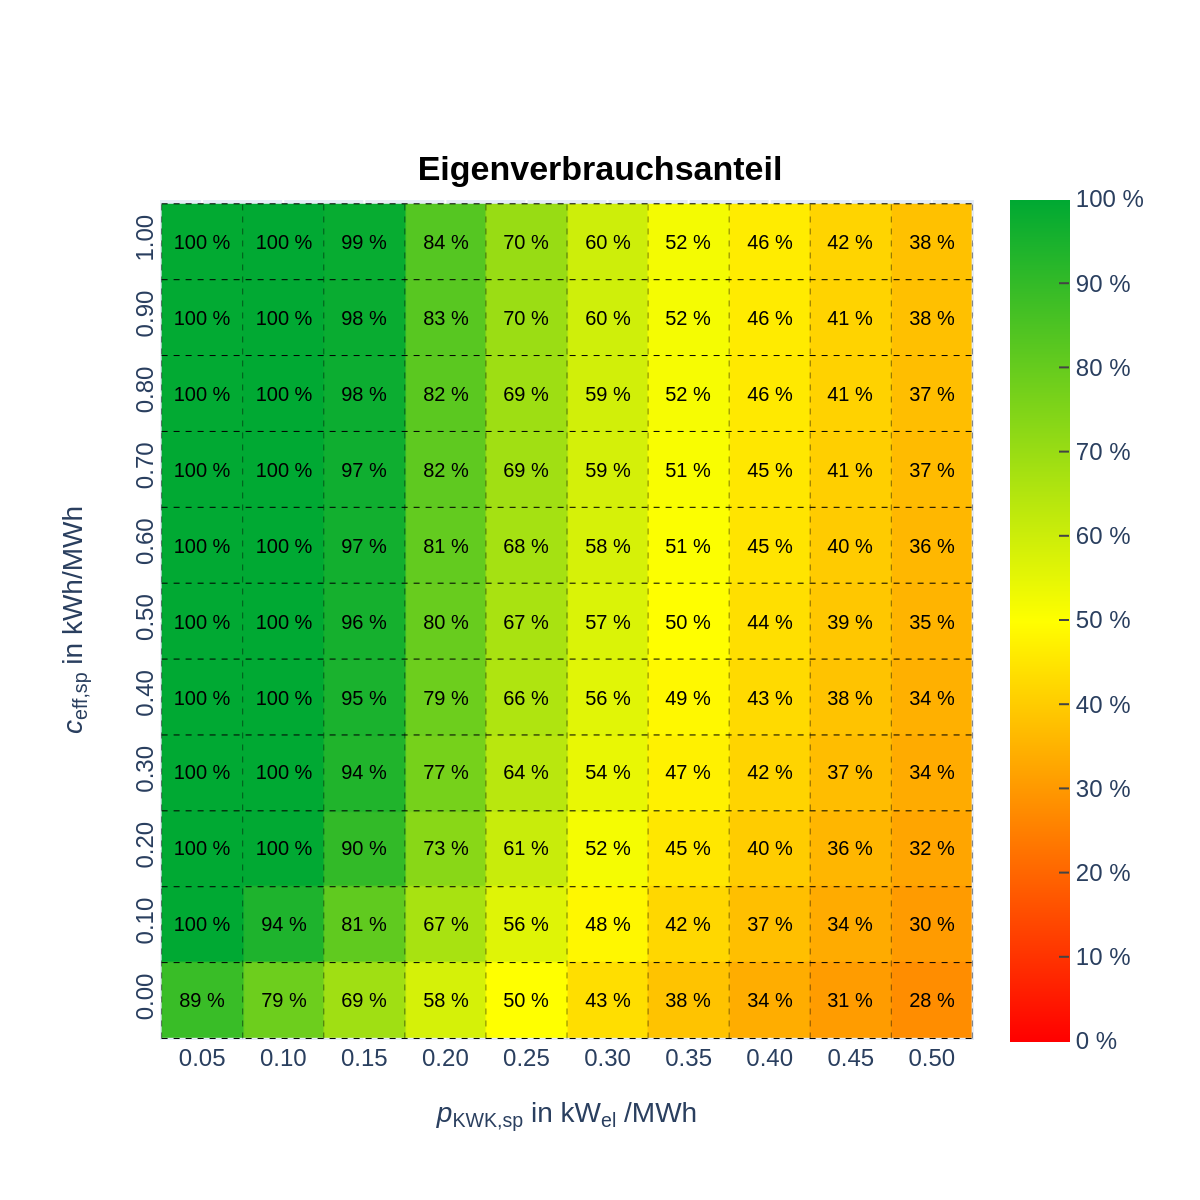 Eigenverbrauchsanteil
1.00 100 % 100 % 99 % 84 % 70 % 60 % 52 % 46 % 42 % 38 %
0.90 100 % 100 % 98 % 83 % 70 % 60 % 52 % 46 % 41 % 38 %
0.80 100 % 100 % 98 % 82 % 69 % 59 % 52 % 46 % 41 % 37 %
0.70 100 % 100 % 97 % 82 % 69 % 59 % 51 % 45 % 41 % 37 %
0.60 100 % 100 % 97 % 81 % 68 % 58 % 51 % 45 % 40 % 36 %
0.50 100 % 100 % 96 % 80 % 67 % 57 % 50 % 44 % 39 % 35 %
0.40 100 % 100 % 95 % 79 % 66 % 56 % 49 % 43 % 38 % 34 %
0.30 100 % 100 % 94 % 77 % 64 % 54 % 47 % 42 % 37 % 34 %
0.20 100 % 100 % 90 % 73 % 61 % 52 % 45 % 40 % 36 % 32 %
0.10 100 % 94 % 81 % 67 % 56 % 48 % 42 % 37 % 34 % 30 %
0.00 89 % 79 % 69 % 58 % 50 % 43 % 38 % 34 % 31 % 28 %
0.05 0.10 0.15 0.20 0.25 0.30 0.35 0.40 0.45 0.50
p KWK,sp in kW el /MWh
c eff,sp in kWh/MWh
100 %
90 %
80 %
70 %
60 %
50 %
40 %
30 %
20 %
10 %
0 %